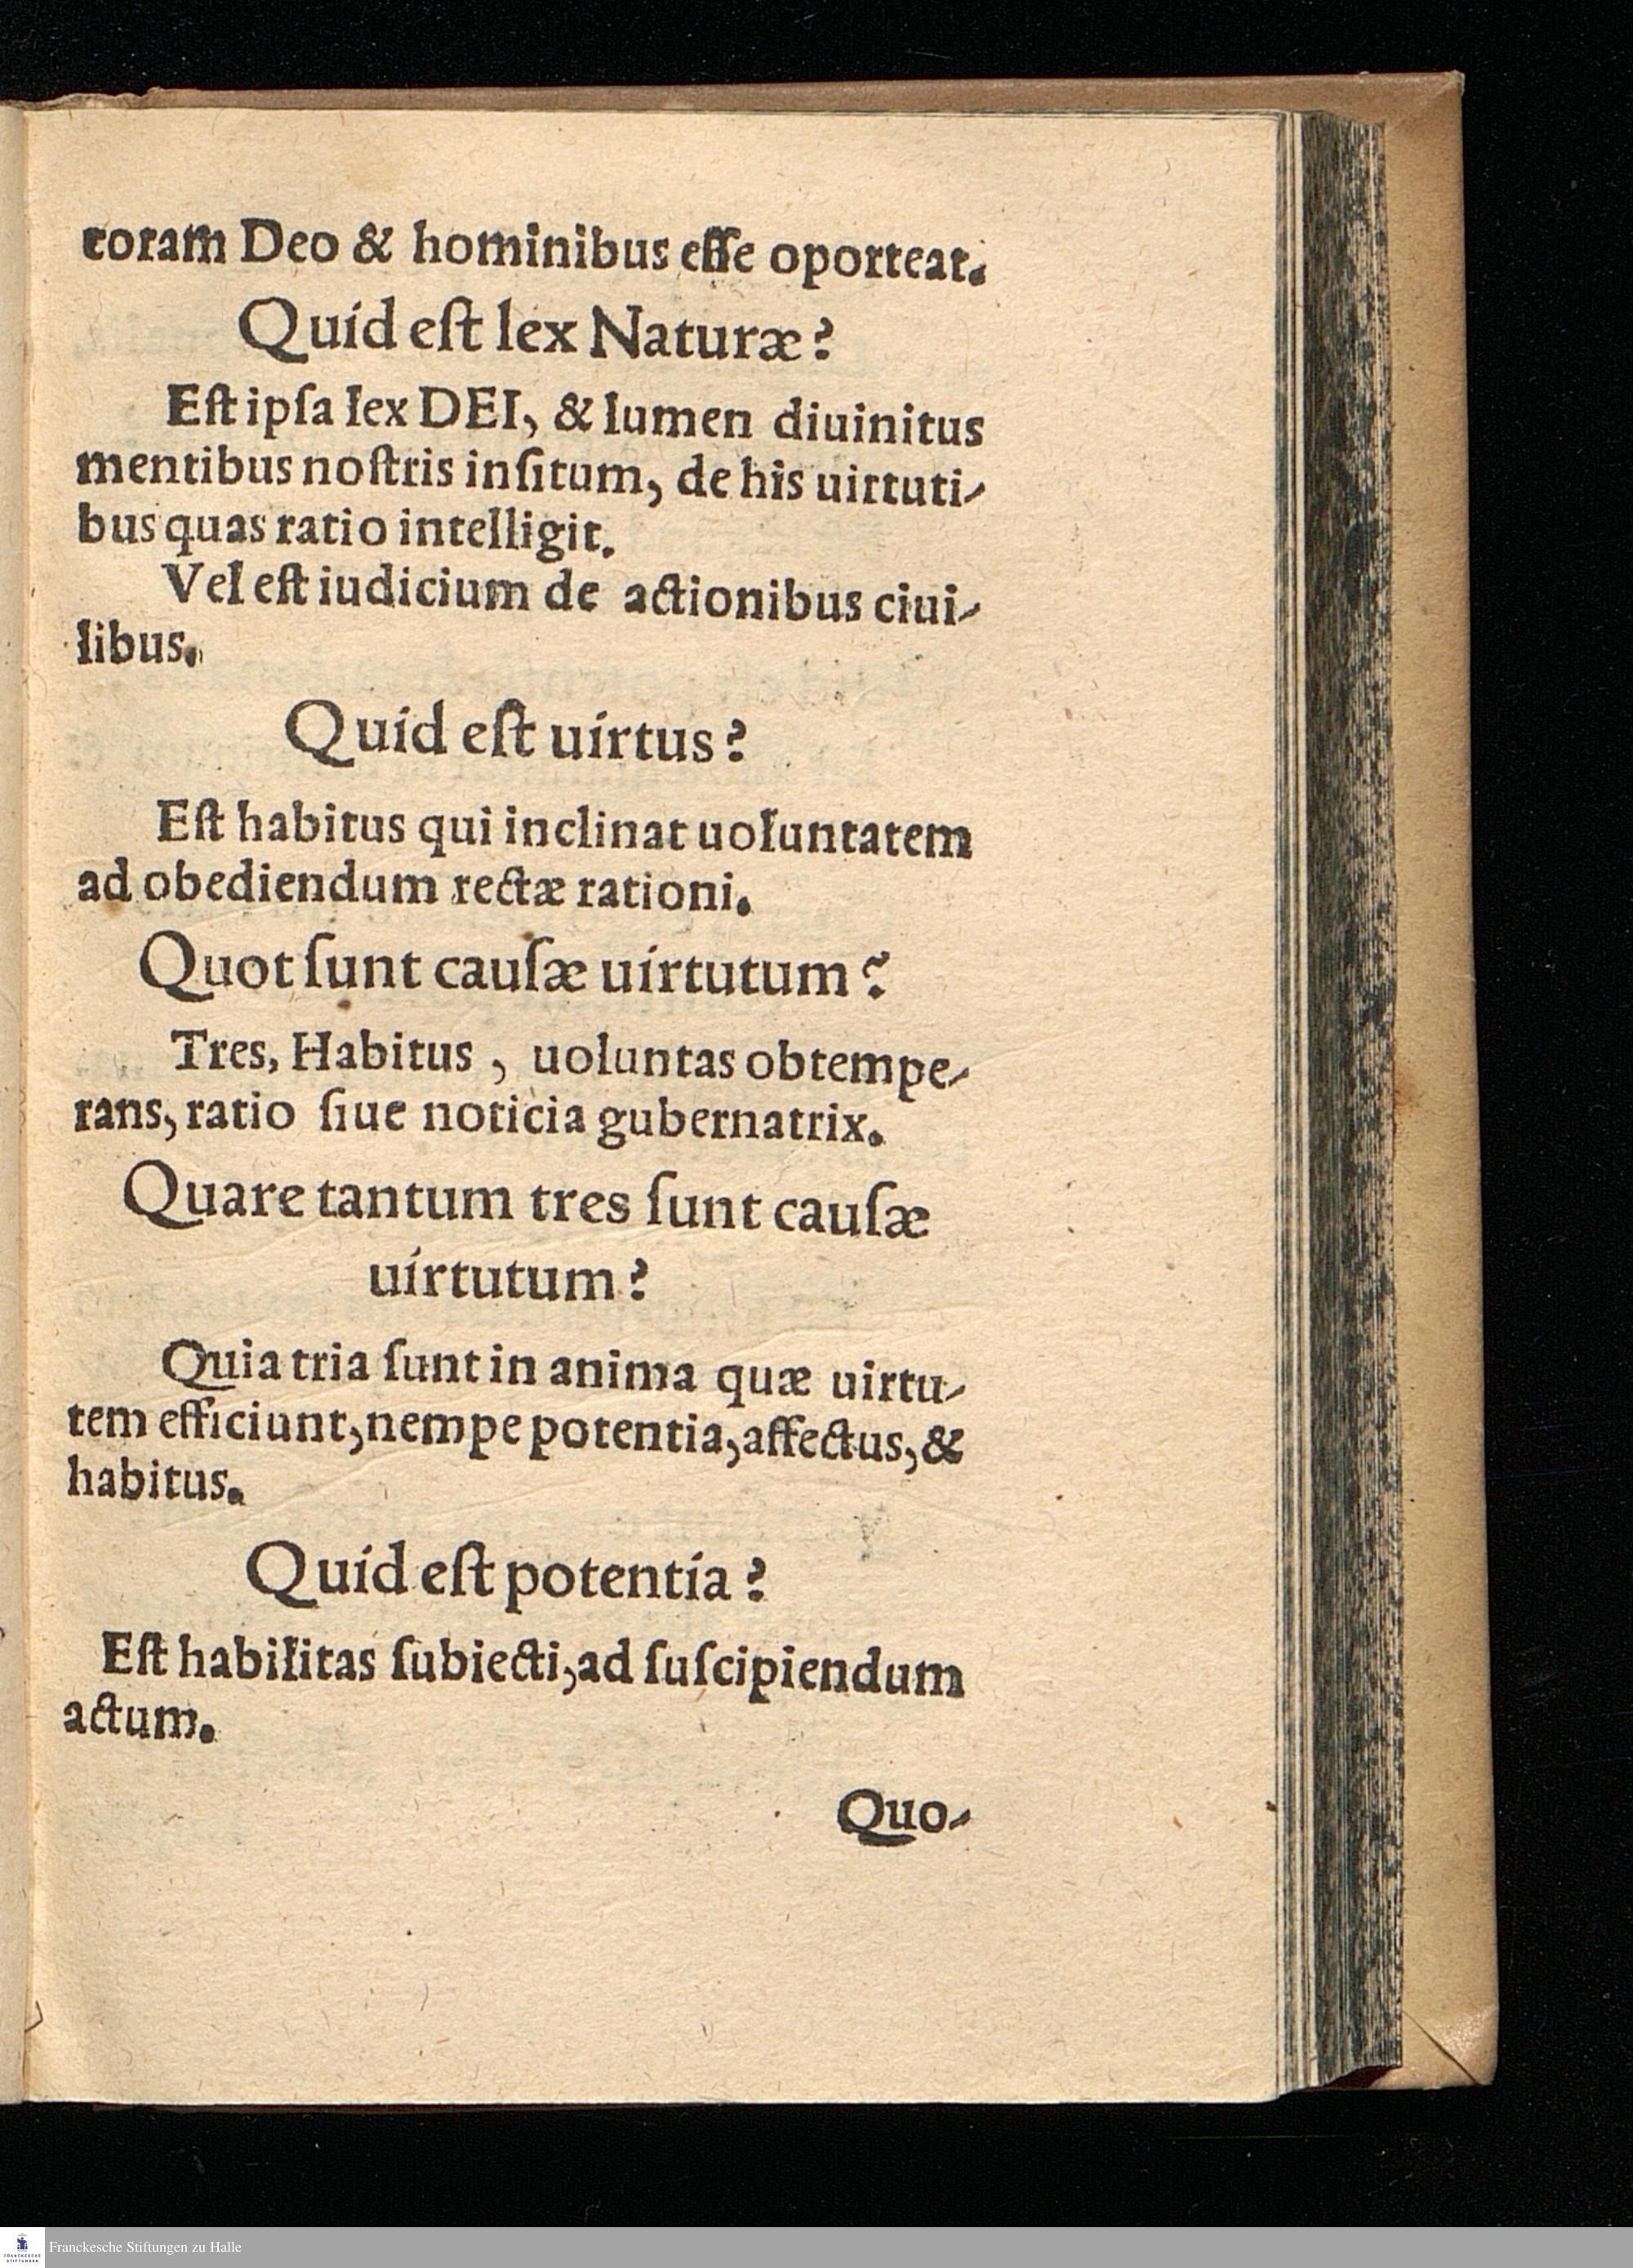 coram Deo & hominibus eſſe oporteat.
Quid eſt lex Naturæ?
Eſt ipſa lex DEI, & lumen diuinitus
mentibus noſtris inſitum, de his uirtuti-
bus quas ratio intelligit.
Vel eſt iudicium de actionibus ciui-
libus.
Quid eſt uirtus?
Eſt habitus qui inclinat uoluntatem
ad obediendum rectæ rationi.
Quot ſunt cauſæ uirtutum?
Tres, Habitus, uoluntas obtempe-
rans, ratio ſiue noticia gubernatrix.
Quare tantum tres ſunt cauſæ
uirtutum?
Quia tria ſunt in anima quæ uirtu-
tem efficiunt, nempe potentia, affectus, &
habitus.
Quid eſt potentia?
Eſt habilitas ſubiecti, ad ſuſcipiendum
actum.
Quo-
FRANCKESCHE
STIFTUNGEN
Franckesche Stiftungen zu Halle